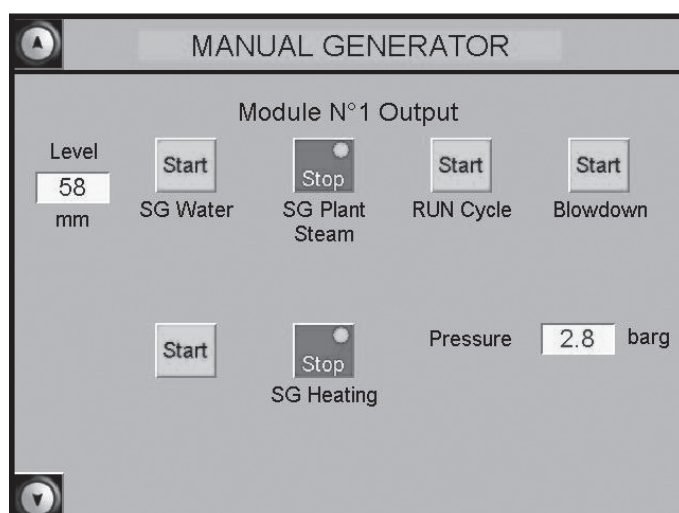 MANUAL GENERATOR
Module N°1 Output
Level
58
mm
Start
SG Water
Stop
SG Plant
Steam
Start
RUN Cycle
Start
Blowdown
Start
Stop
SG Heating
Pressure 2.8 barg